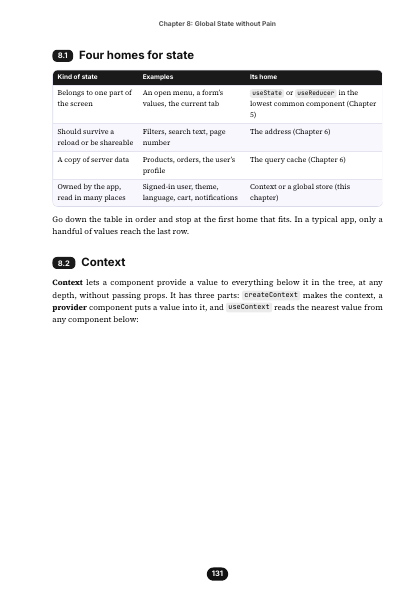 Chapter 8: Global State without Pain
8.1 Four homes for state
Kind of state Examples Its home
Belongs to one part of the screen An open menu, a form's values, the current tab useState or useReducer in the lowest common component (Chapter 5)
Should survive a reload or be shareable Filters, search text, page number The address (Chapter 6)
A copy of server data Products, orders, the user's profile The query cache (Chapter 6)
Owned by the app, read in many places Signed-in user, theme, language, cart, notifications Context or a global store (this chapter)
Go down the table in order and stop at the first home that fits. In a typical app, only a
handful of values reach the last row.
8.2 Context
Context lets a component provide a value to everything below it in the tree, at any
depth, without passing props. It has three parts: createContext makes the context, a
provider component puts a value into it, and useContext reads the nearest value from
any component below:
131